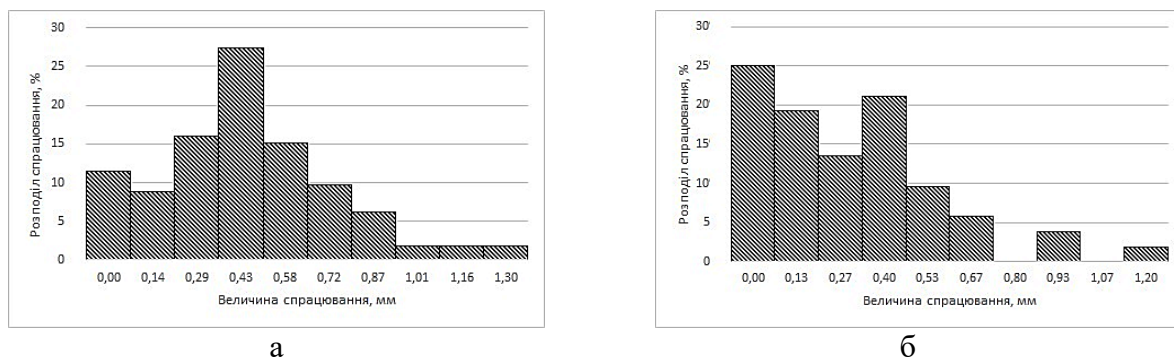 30
25
20
15
10
5
0
Розподіл спрацювання, %
0,00 0,14 0,29 0,43 0,58 0,72 0,87 1,01 1,16 1,30
Величина спрацювання, мм
а
30
25
20
15
10
5
0
Розподіл спрацювання, %
0,00 0,13 0,27 0,40 0,53 0,67 0,80 0,93 1,07 1,20
Величина спрацювання, мм
б